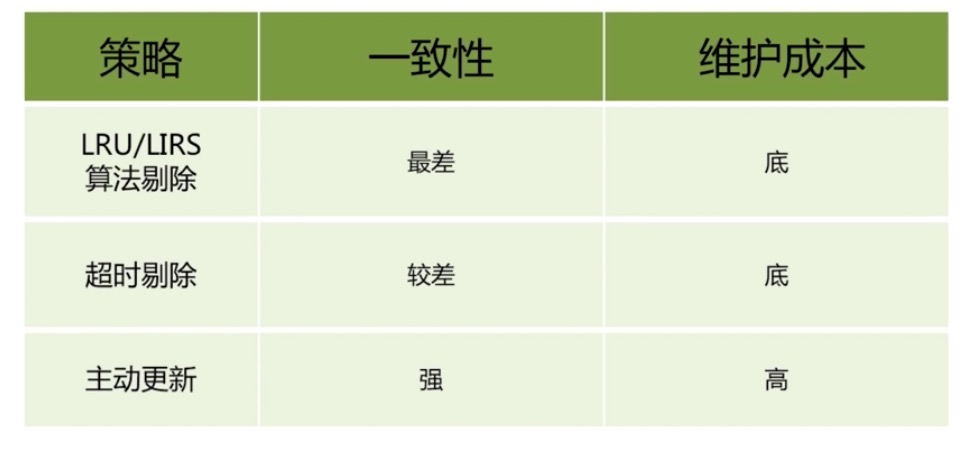 策略 一致性 维护成本
LRU/LIRS
算法剔除 最差 底
超时剔除 较差 底
主动更新 强 高